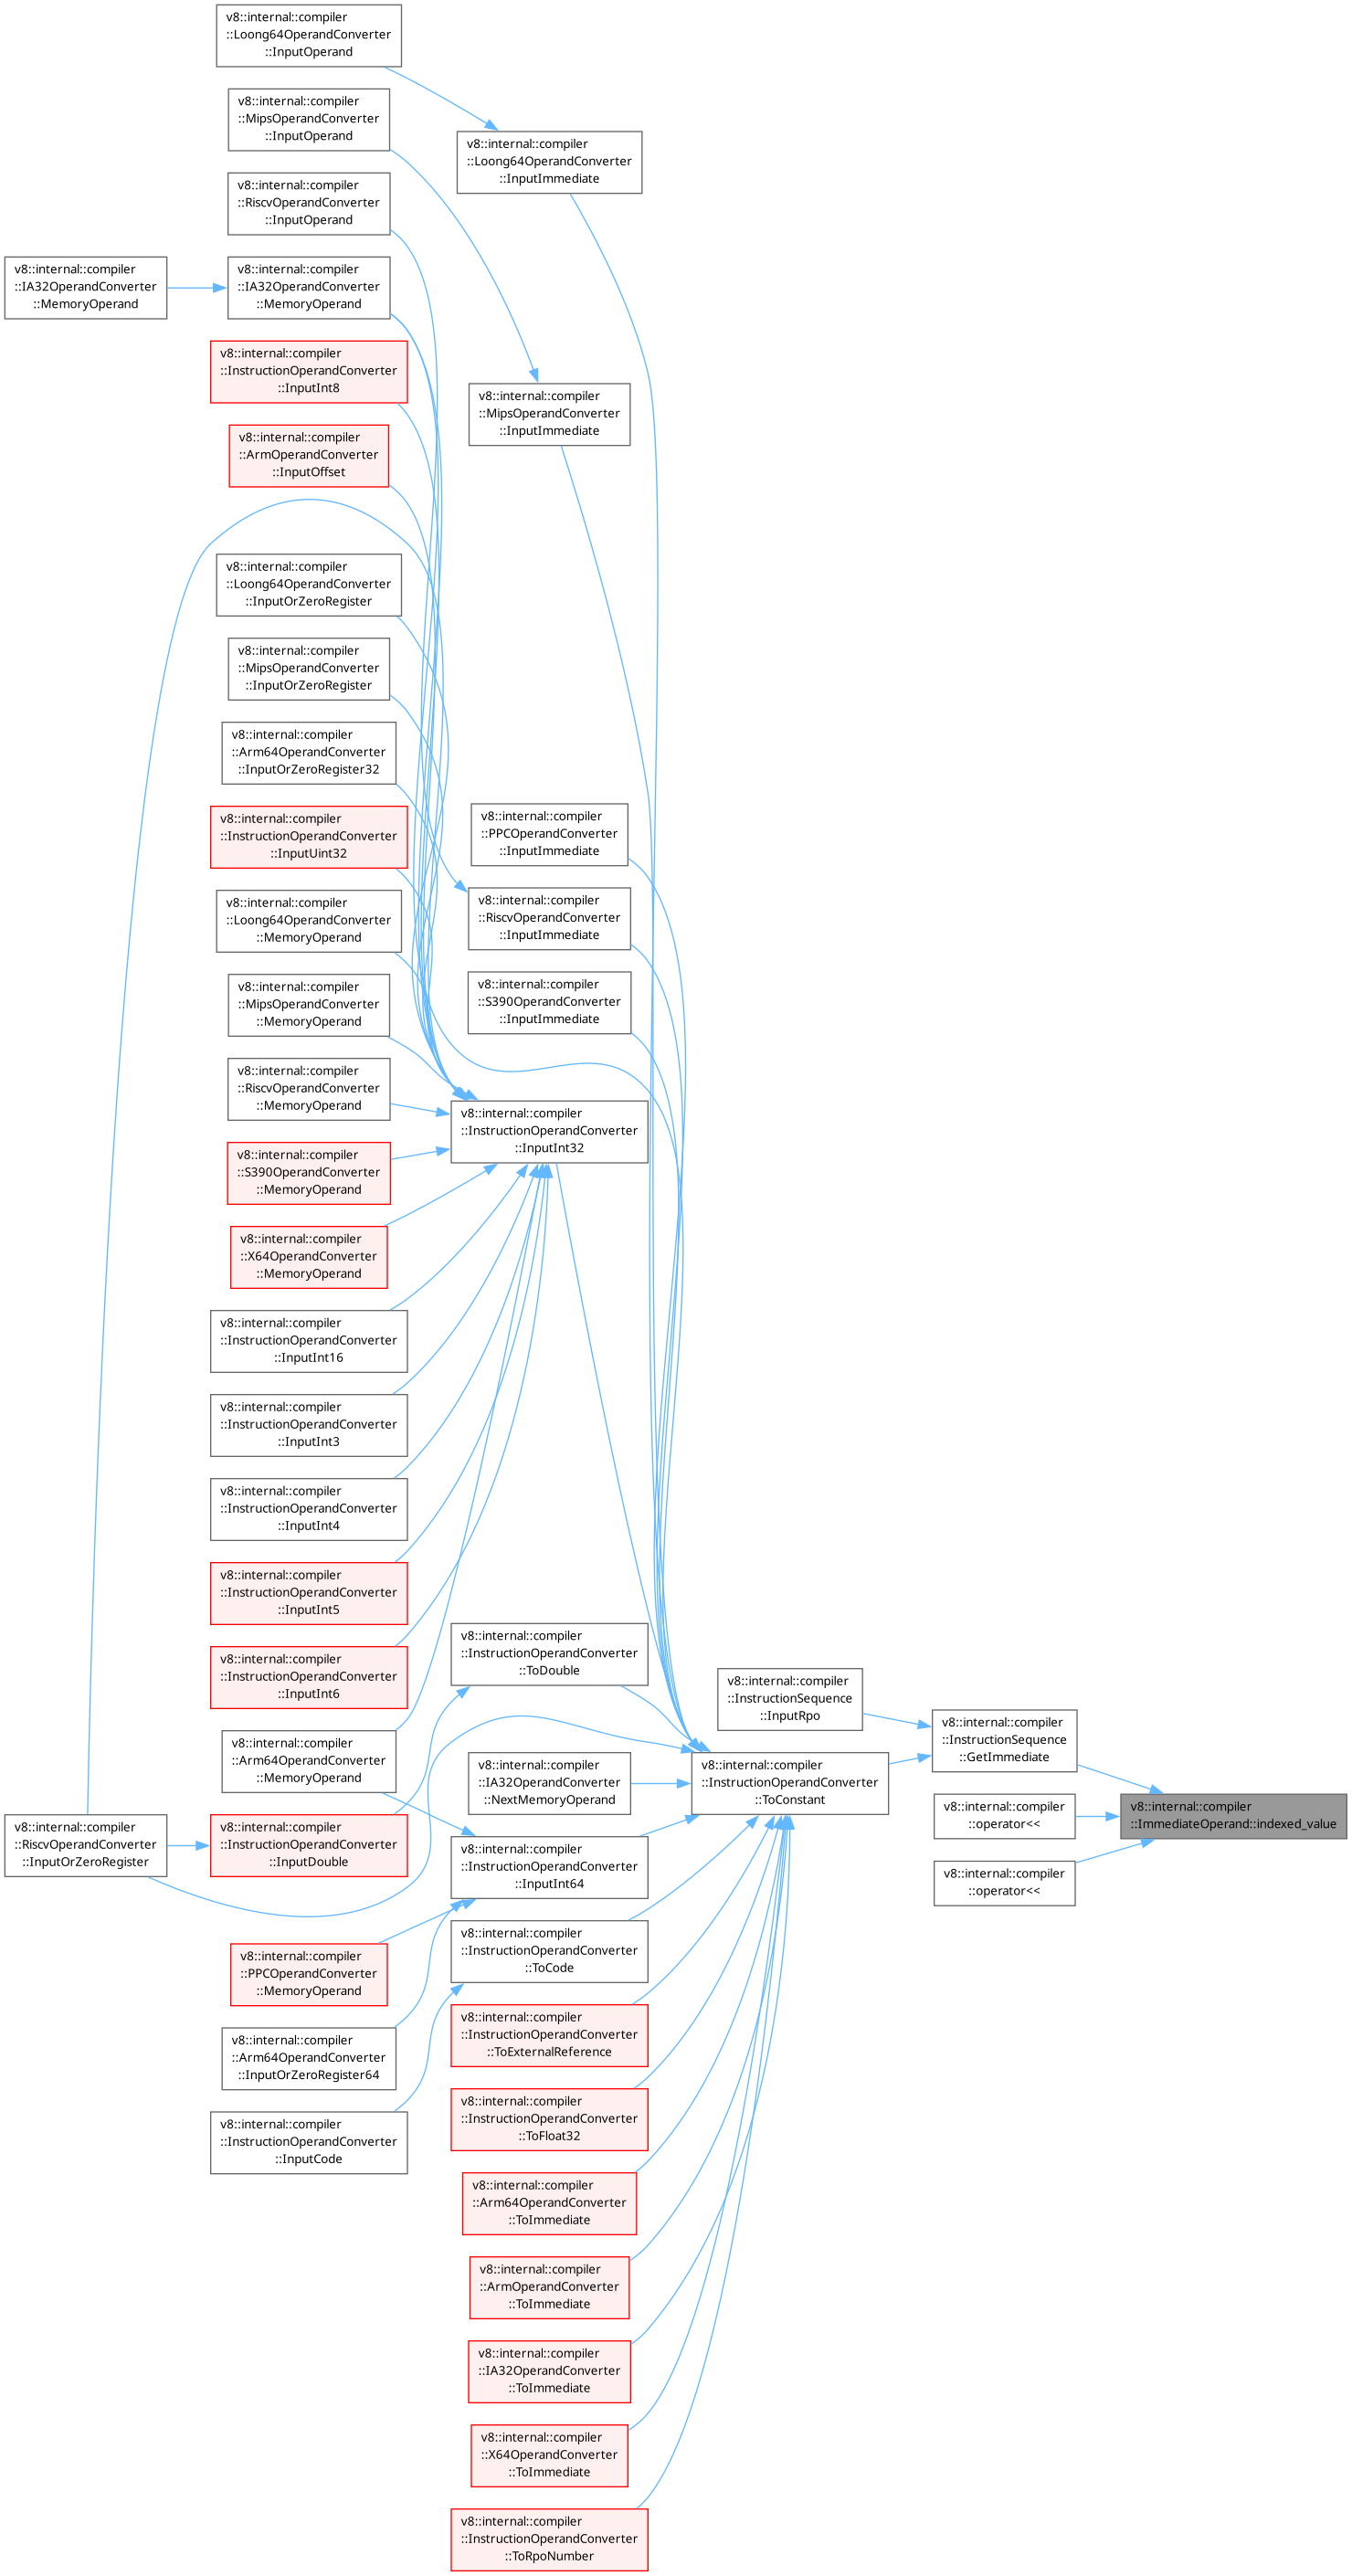 v8::internal::compiler
::Loong64OperandConverter
::InputOperand
v8::internal::compiler
::MipsOperandConverter
::InputOperand
v8::internal::compiler
::Loong64OperandConverter
::InputImmediate
v8::internal::compiler
::RiscvOperandConverter
::InputOperand
v8::internal::compiler
::IA32OperandConverter
::MemoryOperand
v8::internal::compiler
::IA32OperandConverter
::MemoryOperand
v8::internal::compiler
::InstructionOperandConverter
::InputInt8
v8::internal::compiler
::MipsOperandConverter
::InputImmediate
v8::internal::compiler
::ArmOperandConverter
::InputOffset
v8::internal::compiler
::Loong64OperandConverter
::InputOrZeroRegister
v8::internal::compiler
::MipsOperandConverter
::InputOrZeroRegister
v8::internal::compiler
::Arm64OperandConverter
::InputOrZeroRegister32
v8::internal::compiler
::InstructionOperandConverter
::InputUint32
v8::internal::compiler
::PPCOperandConverter
::InputImmediate
v8::internal::compiler
::Loong64OperandConverter
::MemoryOperand
v8::internal::compiler
::RiscvOperandConverter
::InputImmediate
v8::internal::compiler
::MipsOperandConverter
::MemoryOperand
v8::internal::compiler
::S390OperandConverter
::InputImmediate
v8::internal::compiler
::RiscvOperandConverter
::MemoryOperand
v8::internal::compiler
::InstructionOperandConverter
::InputInt32
v8::internal::compiler
::S390OperandConverter
::MemoryOperand
v8::internal::compiler
::X64OperandConverter
::MemoryOperand
v8::internal::compiler
::InstructionOperandConverter
::InputInt16
v8::internal::compiler
::InstructionOperandConverter
::InputInt3
v8::internal::compiler
::InstructionOperandConverter
::InputInt4
v8::internal::compiler
::InstructionOperandConverter
::InputInt5
v8::internal::compiler
::InstructionOperandConverter
::InputInt6
v8::internal::compiler
::InstructionOperandConverter
::ToDouble
v8::internal::compiler
::InstructionSequence
::InputRpo
v8::internal::compiler
::InstructionSequence
::GetImmediate
v8::internal::compiler
::Arm64OperandConverter
::MemoryOperand
v8::internal::compiler
::IA32OperandConverter
::NextMemoryOperand
v8::internal::compiler
::InstructionOperandConverter
::ToConstant
v8::internal::compiler
::operator<<
v8::internal::compiler
::ImmediateOperand::indexed_value
v8::internal::compiler
::RiscvOperandConverter
::InputOrZeroRegister
v8::internal::compiler
::InstructionOperandConverter
::InputDouble
v8::internal::compiler
::InstructionOperandConverter
::InputInt64
v8::internal::compiler
::operator<<
v8::internal::compiler
::PPCOperandConverter
::MemoryOperand
v8::internal::compiler
::InstructionOperandConverter
::ToCode
v8::internal::compiler
::Arm64OperandConverter
::InputOrZeroRegister64
v8::internal::compiler
::InstructionOperandConverter
::ToExternalReference
v8::internal::compiler
::InstructionOperandConverter
::InputCode
v8::internal::compiler
::InstructionOperandConverter
::ToFloat32
v8::internal::compiler
::Arm64OperandConverter
::ToImmediate
v8::internal::compiler
::ArmOperandConverter
::ToImmediate
v8::internal::compiler
::IA32OperandConverter
::ToImmediate
v8::internal::compiler
::X64OperandConverter
::ToImmediate
v8::internal::compiler
::InstructionOperandConverter
::ToRpoNumber